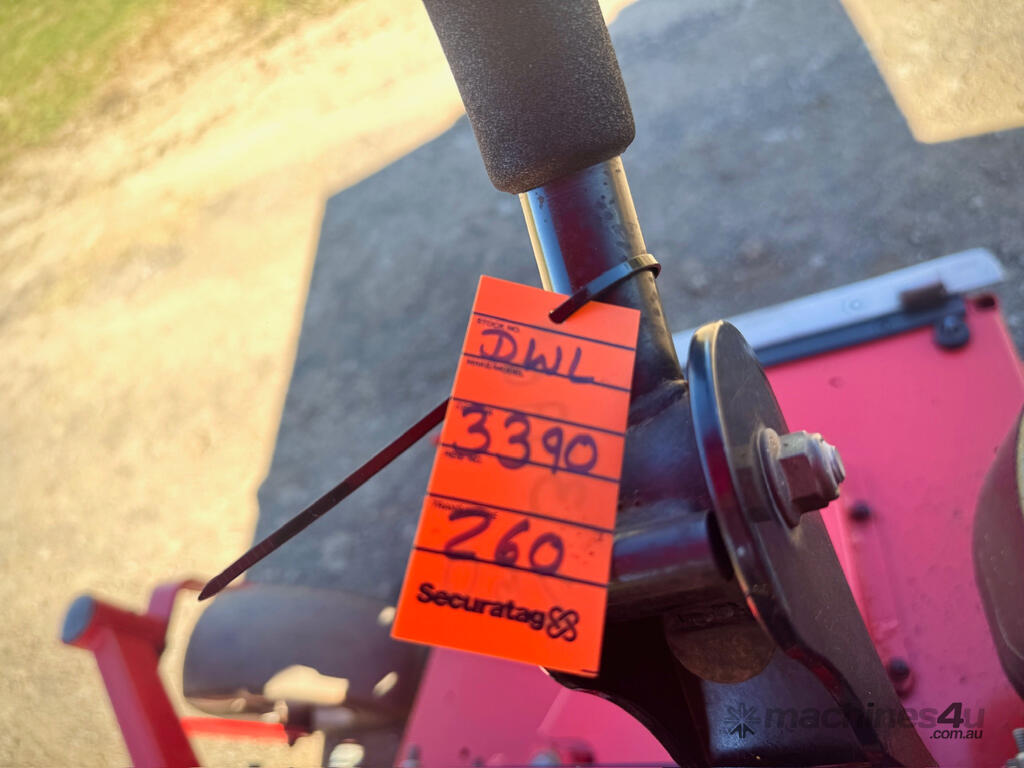 STOCK NO.
DWL
MAKE/MODEL
3390
260
Securatag
machines4u
.com.au